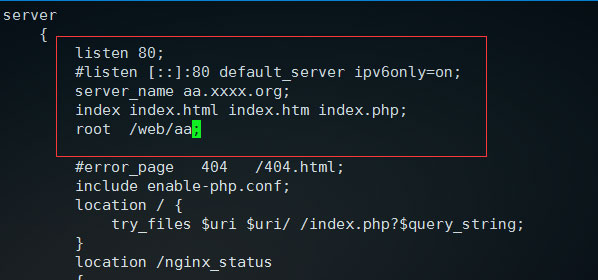 server
{
listen 80;
#listen [::]:80 default_server ipv6only=on;
server_name aa.xxxx.org;
index index.html index.htm index.php;
root  /web/aa;
#error_page   404   /404.html;
include enable-php.conf;
location / {
try_files $uri $uri/ /index.php?$query_string;
}
location /nginx_status
{